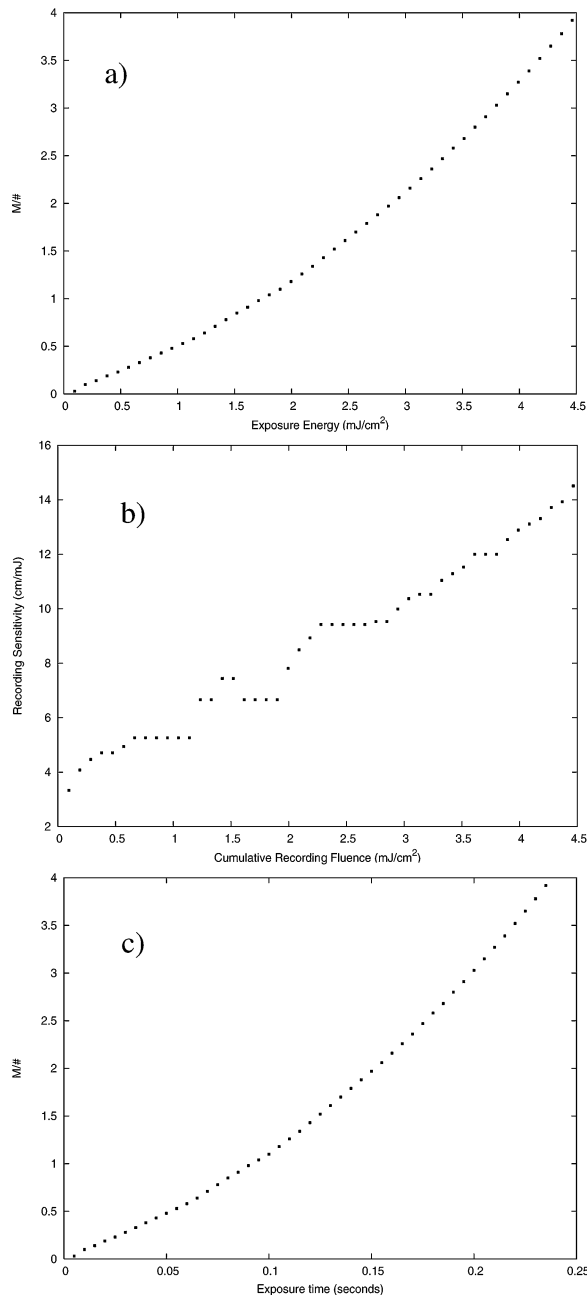 4
a)
3.5
3
2.5
M/#
2
1.5
1
0.5
0
0 0.5 1 1.5 2 2.5 3 3.5 4 4.5
Exposure Energy (mJ/cm2)
16
b)
14
12
Recording Sensitivity (cm/mJ)
10
8
6
4
2
0 0.5 1 1.5 2 2.5 3 3.5 4 4.5
Cumulative Recording Fluence (mJ/cm2)
4
c)
3.5
3
2.5
M/#
2
1.5
1
0.5
0
0 0.05 0.1 0.15 0.2 0.25
Exposure time (seconds)